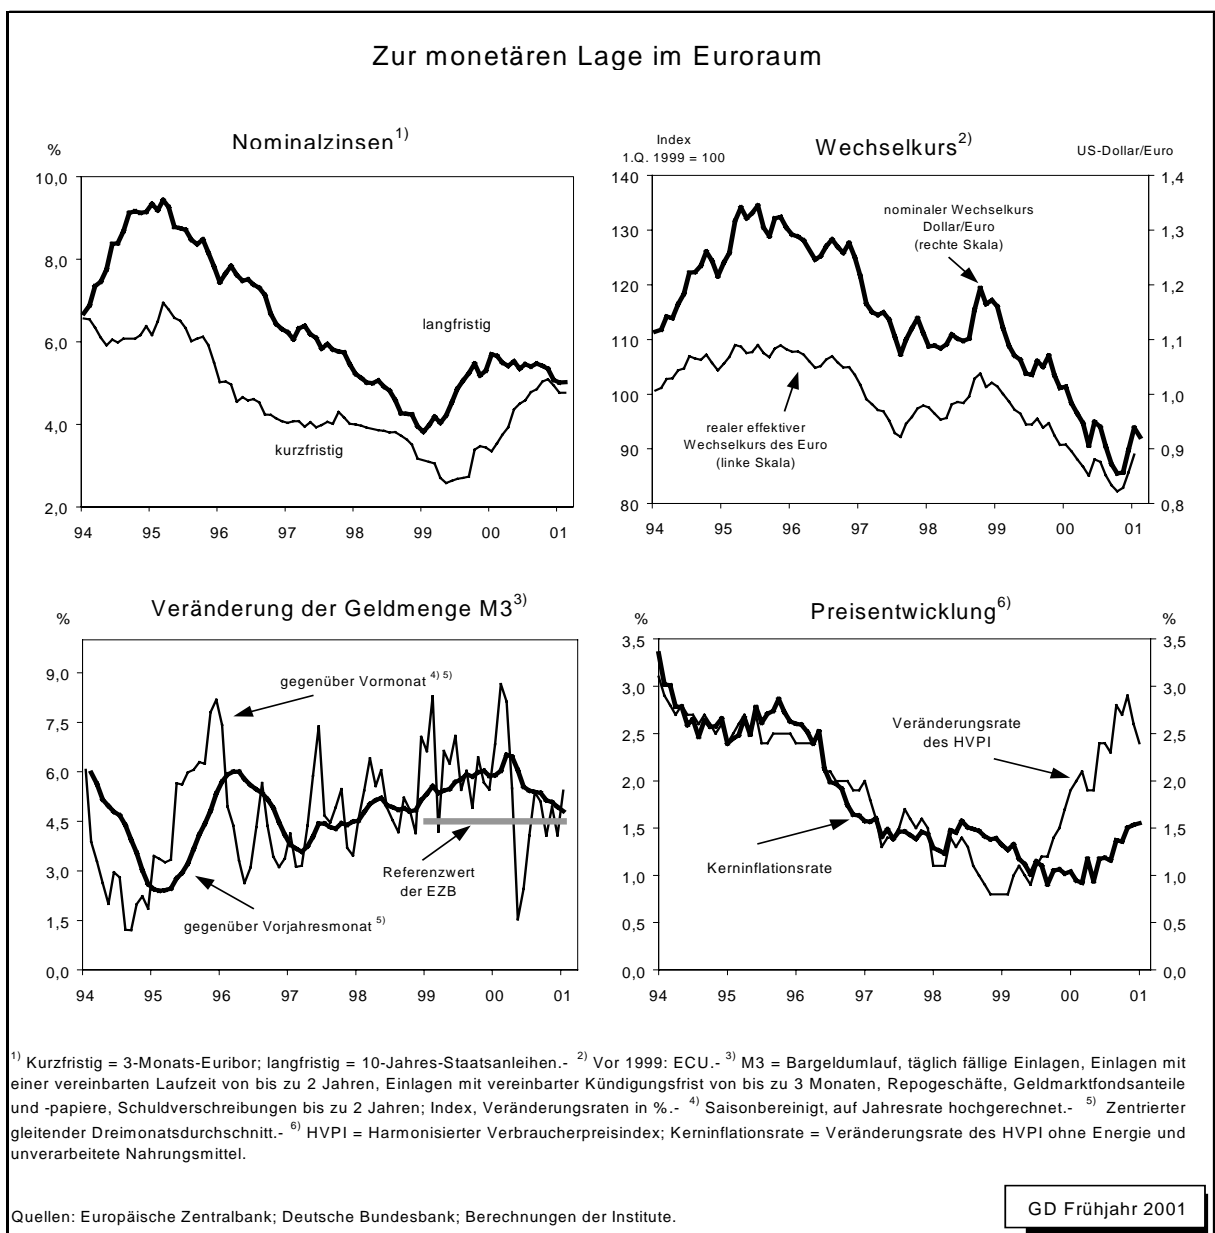 Zur monetären Lage im Euroraum
Nominalzinsen1)
%
10,0
8,0
6,0
4,0
2,0
langfristig
kurzfristig
94 95 96 97 98 99 00 01
Wechselkurs2)
Index
1.Q. 1999 = 100
US-Dollar/Euro
140
130
120
110
100
90
80
1,4
1,3
1,2
1,1
1,0
0,9
0,8
nominaler Wechselkurs
Dollar/Euro
(rechte Skala)
realer effektiver
Wechselkurs des Euro
(linke Skala)
94 95 96 97 98 99 00 01
Veränderung der Geldmenge M33)
%
9,0
7,5
6,0
4,5
3,0
1,5
0,0
gegenüber Vormonat 4) 5)
Referenzwert
der EZB
gegenüber Vorjahresmonat 5)
94 95 96 97 98 99 00 01
Preisentwicklung6)
% %
3,5 3,5
3,0 3,0
2,5 2,5
2,0 2,0
1,5 1,5
1,0 1,0
0,5 0,5
0,0 0,0
Veränderungsrate
des HVPI
Kerninflationsrate
94 95 96 97 98 99 00 01
1) Kurzfristig = 3-Monats-Euribor; langfristig = 10-Jahres-Staatsanleihen.- 2) Vor 1999: ECU.- 3) M3 = Bargeldumlauf, täglich fällige Einlagen, Einlagen mit
einer vereinbarten Laufzeit von bis zu 2 Jahren, Einlagen mit vereinbarter Kündigungsfrist von bis zu 3 Monaten, Repogeschäfte, Geldmarktfondsanteile
und -papiere, Schuldverschreibungen bis zu 2 Jahren; Index, Veränderungsraten in %.- 4) Saisonbereinigt, auf Jahresrate hochgerechnet.- 5) Zentrierter
gleitender Dreimonatsdurchschnitt.- 6) HVPI = Harmonisierter Verbraucherpreisindex; Kerninflationsrate = Veränderungsrate des HVPI ohne Energie und
unverarbeitete Nahrungsmittel.
Quellen: Europäische Zentralbank; Deutsche Bundesbank; Berechnungen der Institute.
GD Frühjahr 2001